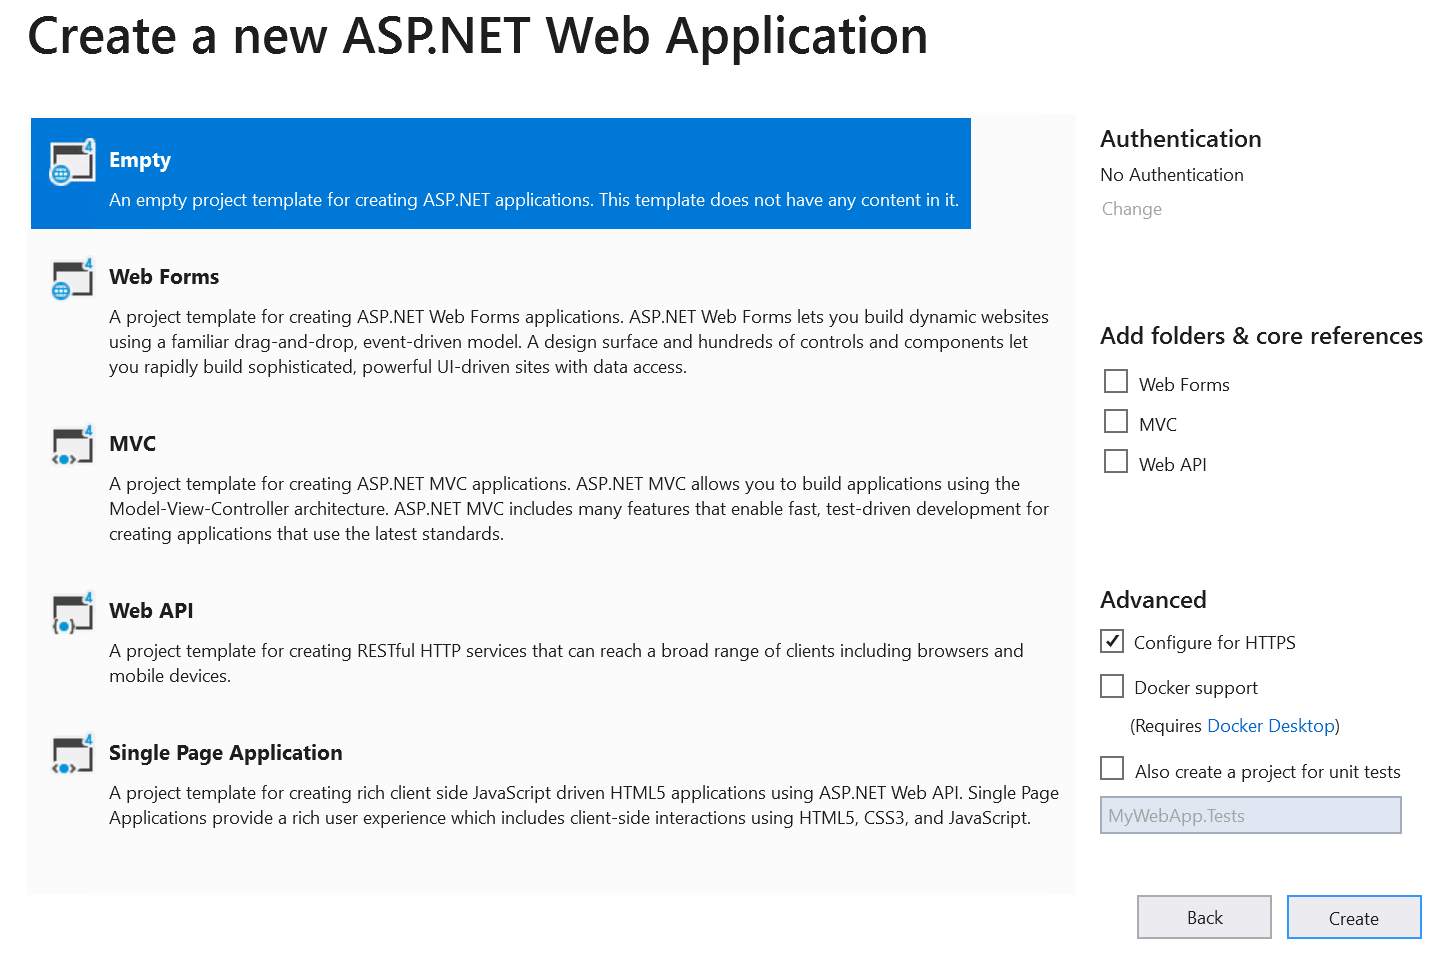 Create a new ASP.NET Web Application
Empty
An empty project template for creating ASP.NET applications. This template does not have any content in it.
Web Forms
A project template for creating ASP.NET Web Forms applications. ASP.NET Web Forms lets you build dynamic websites
using a familiar drag-and-drop, event-driven model. A design surface and hundreds of controls and components let
you rapidly build sophisticated, powerful UI-driven sites with data access.
MVC
A project template for creating ASP.NET MVC applications. ASP.NET MVC allows you to build applications using the
Model-View-Controller architecture. ASP.NET MVC includes many features that enable fast, test-driven development for
creating applications that use the latest standards.
Web API
A project template for creating RESTful HTTP services that can reach a broad range of clients including browsers and
mobile devices.
Single Page Application
A project template for creating rich client side JavaScript driven HTML5 applications using ASP.NET Web API. Single Page
Applications provide a rich user experience which includes client-side interactions using HTML5, CSS3, and JavaScript.
Authentication
No Authentication
Change
Add folders & core references
Web Forms
MVC
Web API
Advanced
Configure for HTTPS
Docker support
(Requires Docker Desktop)
Also create a project for unit tests
MyWebApp.Tests
Back
Create